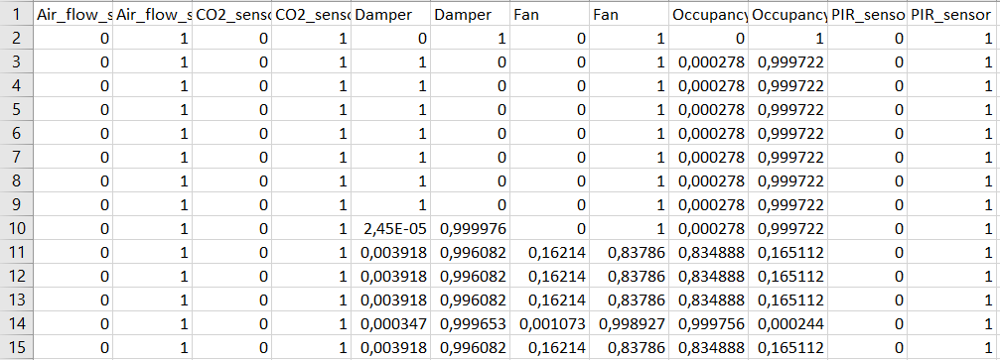 1 Air_flow_s Air_flow_s CO2_senso CO2_senso Damper Damper Fan Fan Occupancy Occupancy PIR_senso PIR_sensor
2 0 1 0 1 0 1 0 1 0 1 0 1
3 0 1 0 1 1 0 0 1 0,000278 0,999722 0 1
4 0 1 0 1 1 0 0 1 0,000278 0,999722 0 1
5 0 1 0 1 1 0 0 1 0,000278 0,999722 0 1
6 0 1 0 1 1 0 0 1 0,000278 0,999722 0 1
7 0 1 0 1 1 0 0 1 0,000278 0,999722 0 1
8 0 1 0 1 1 0 0 1 0,000278 0,999722 0 1
9 0 1 0 1 1 0 0 1 0,000278 0,999722 0 1
10 0 1 0 1 2,45E-05 0,999976 0 1 0,000278 0,999722 0 1
11 0 1 0 1 0,003918 0,996082 0,16214 0,83786 0,834888 0,165112 0 1
12 0 1 0 1 0,003918 0,996082 0,16214 0,83786 0,834888 0,165112 0 1
13 0 1 0 1 0,003918 0,996082 0,16214 0,83786 0,834888 0,165112 0 1
14 0 1 0 1 0,000347 0,999653 0,001073 0,998927 0,999756 0,000244 0 1
15 0 1 0 1 0,003918 0,996082 0,16214 0,83786 0,834888 0,165112 0 1